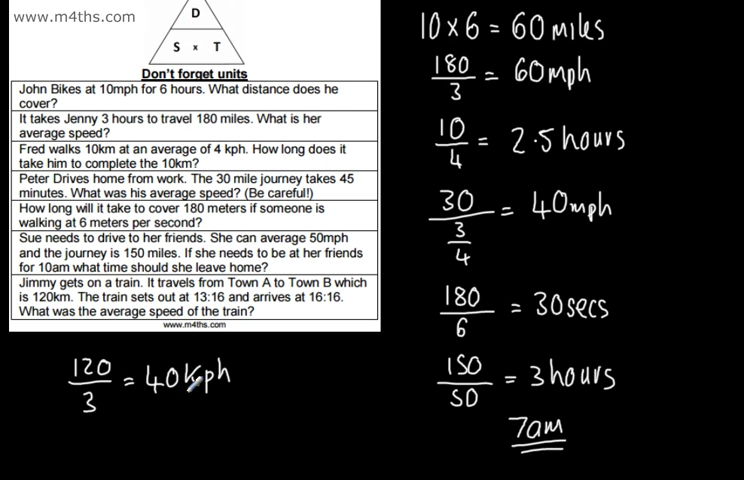 www.m4ths.com
D
S x T
Don't forget units
John Bikes at 10mph for 6 hours. What distance does he
cover?
It takes Jenny 3 hours to travel 180 miles. What is her
average speed?
Fred walks 10km at an average of 4 kph. How long does it
take him to complete the 10km?
Peter Drives home from work. The 30 mile journey takes 45
minutes. What was his average speed? (Be careful!)
How long will it take to cover 180 meters if someone is
walking at 6 meters per second?
Sue needs to drive to her friends. She can average 50mph
and the journey is 150 miles. If she needs to be at her friends
for 10am what time should she leave home?
Jimmy gets on a train. It travels from Town A to Town B which
is 120km. The train sets out at 13:16 and arrives at 16:16.
What was the average speed of the train?
www.m4ths.com
120/3 = 40kph
10 × 6 = 60 miles
180/3 = 60mph
10/4 = 2.5 hours
30/(3/4) = 40mph
180/6 = 30 secs
150/50 = 3 hours
7am